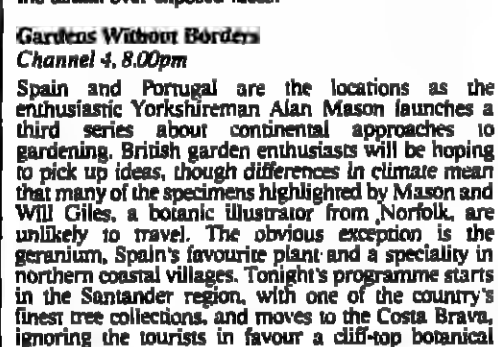 Gardens Without Borders
Channel 4, 8.00pm
Spain and Portugal are the locations as the
enthusiastic Yorkshireman Alan Mason launches a
third series about continental approaches to
gardening. British garden enthusiasts will be hoping
to pick up ideas, though differences in climate mean
that many of the specimens highlighted by Mason and
Will Giles, a botanic illustrator from Norfolk, are
unlikely to travel. The obvious exception is the
geranium, Spain's favourite plant and a speciality in
northern coastal villages. Tonight's programme starts
in the Santander region, with one of the country's
finest tree collections, and moves to the Costa Brava,
ignoring the tourists in favour a cliff-top botanical